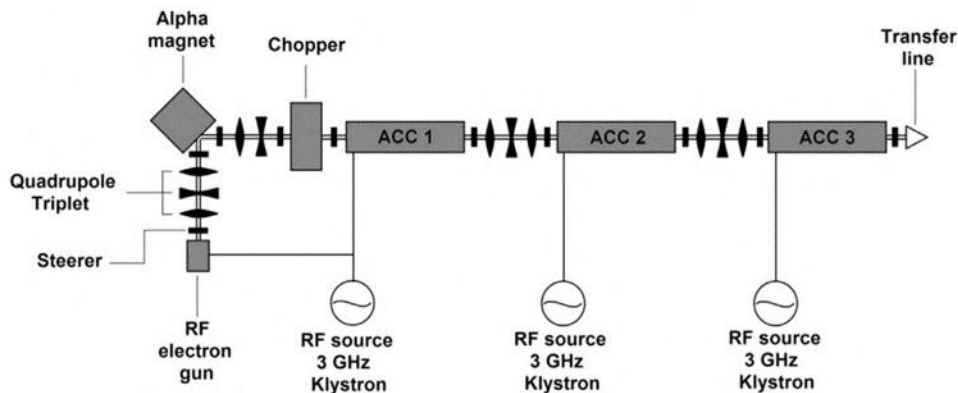 Alpha
magnet
Chopper
Transfer
line
ACC 1
ACC 2
ACC 3
Quadrupole
Triplet
Steerer
RF
electron
gun
RF source
3 GHz
Klystron
RF source
3 GHz
Klystron
RF source
3 GHz
Klystron